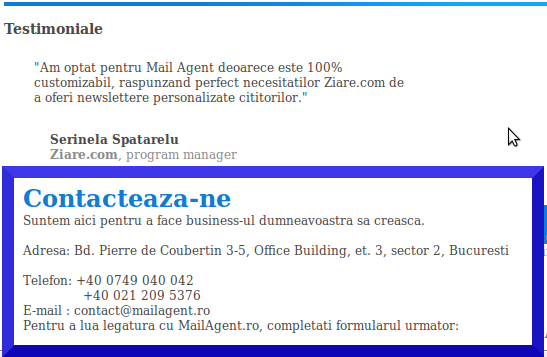 Testimoniale
"Am optat pentru Mail Agent deoarece este 100%
customizabil, raspunzand perfect necesitatilor Ziare.com de
a oferi newslettere personalizate cititorilor."
Serinela Spatarelu
Ziare.com, program manager
Contacteaza-ne
Suntem aici pentru a face business-ul dumneavoastra sa creasca.
Adresa: Bd. Pierre de Coubertin 3-5, Office Building, et. 3, sector 2, Bucuresti
Telefon: +40 0749 040 042
+40 021 209 5376
E-mail : contact@mailagent.ro
Pentru a lua legatura cu MailAgent.ro, completati formularul urmator: